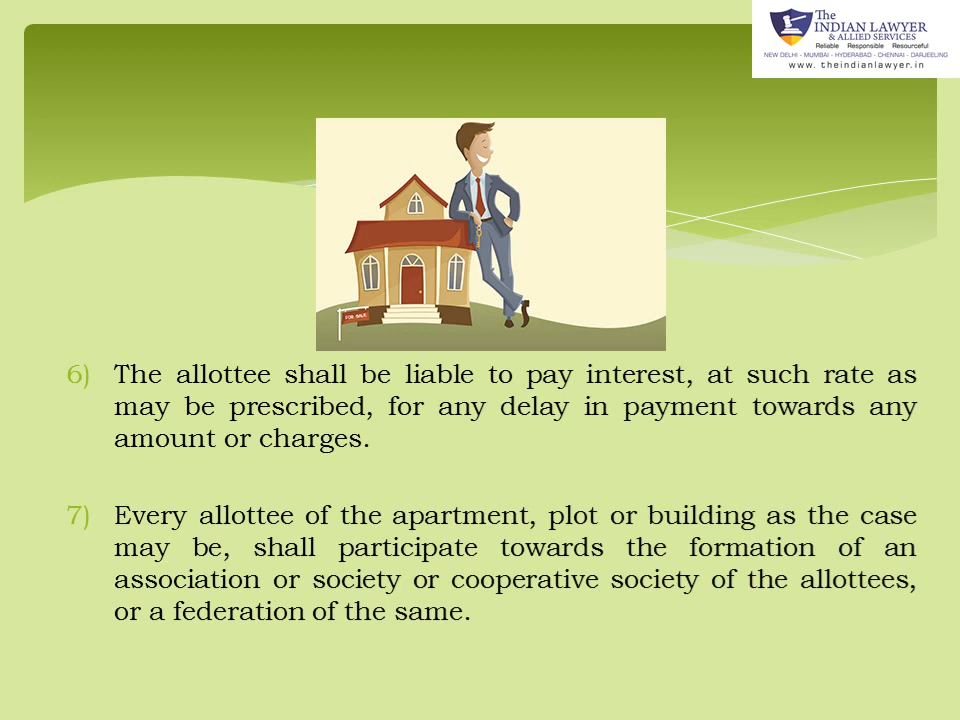 The
INDIAN LAWYER
& ALLIED SERVICES
Reliable Responsible Resourceful
NEW DELHI - MUMBAI - HYDERABAD - CHENNAI - DARJEELING
www. theindianlawyer.in
FOR SALE
6) The allottee shall be liable to pay interest, at such rate as
may be prescribed, for any delay in payment towards any
amount or charges.
7) Every allottee of the apartment, plot or building as the case
may be, shall participate towards the formation of an
association or society or cooperative society of the allottees,
or a federation of the same.